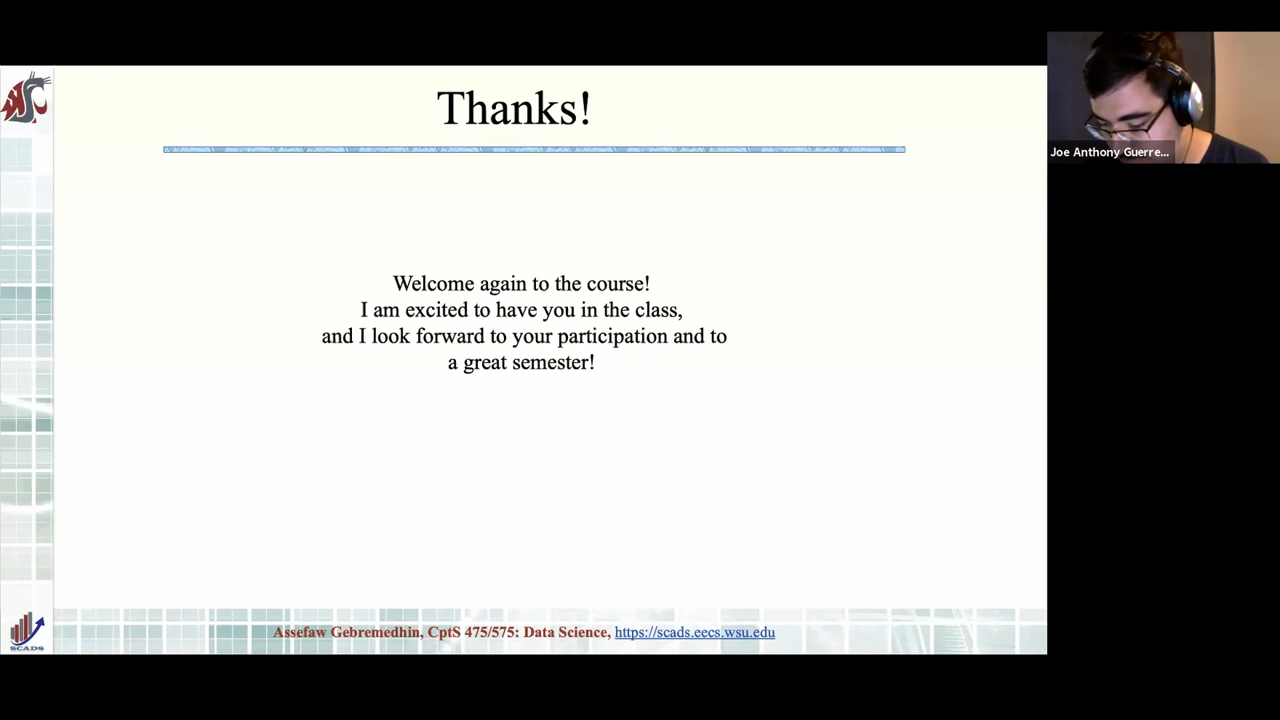 Thanks!
Joe Anthony Guerre...
Welcome again to the course!
I am excited to have you in the class,
and I look forward to your participation and to
a great semester!
SCADS
Assefaw Gebremedhin, CptS 475/575: Data Science, https://scads.eecs.wsu.edu